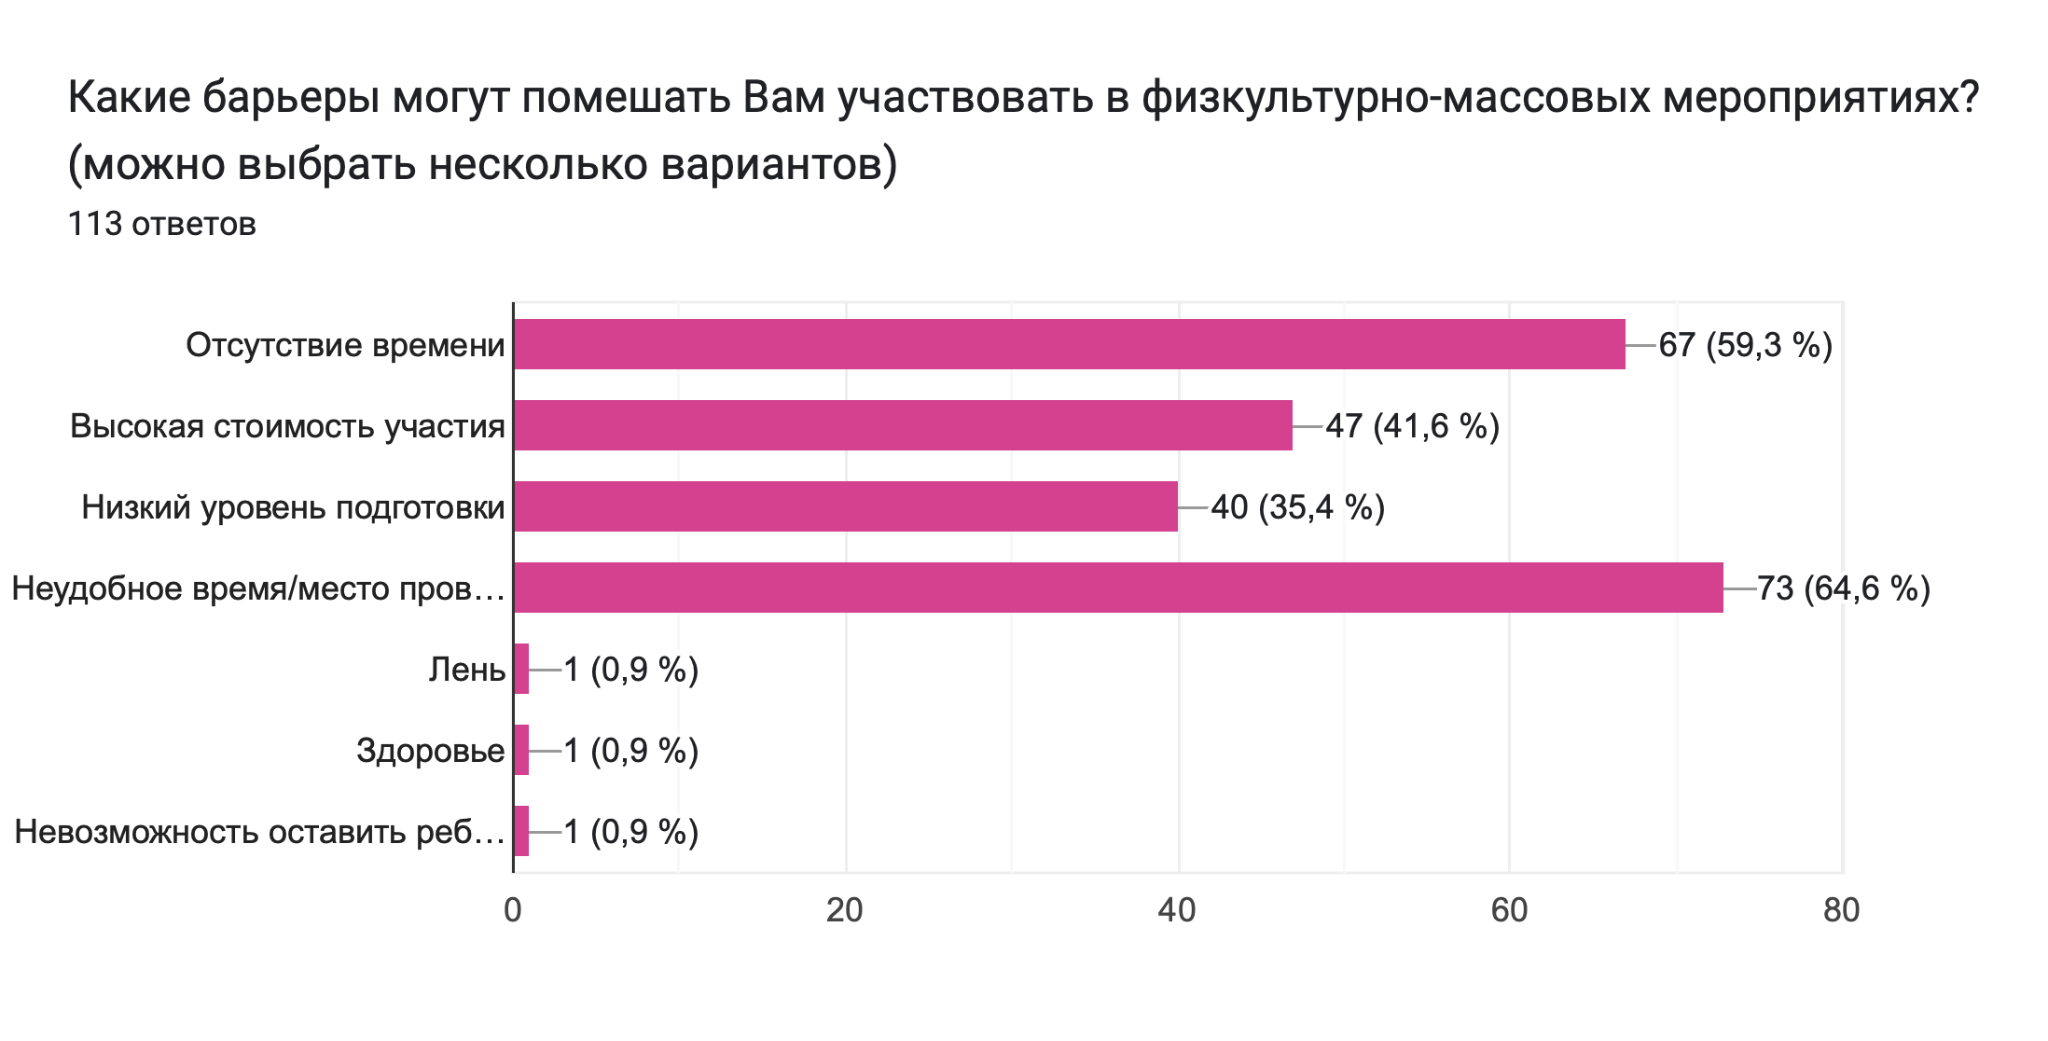 Какие барьеры могут помешать Вам участвовать в физкультурно-массовых мероприятиях?
(можно выбрать несколько вариантов)
113 ответов
Отсутствие времени 67 (59,3 %)
Высокая стоимость участия 47 (41,6 %)
Низкий уровень подготовки 40 (35,4 %)
Неудобное время/место пров… 73 (64,6 %)
Лень 1 (0,9 %)
Здоровье 1 (0,9 %)
Невозможность оставить реб… 1 (0,9 %)
0 20 40 60 80